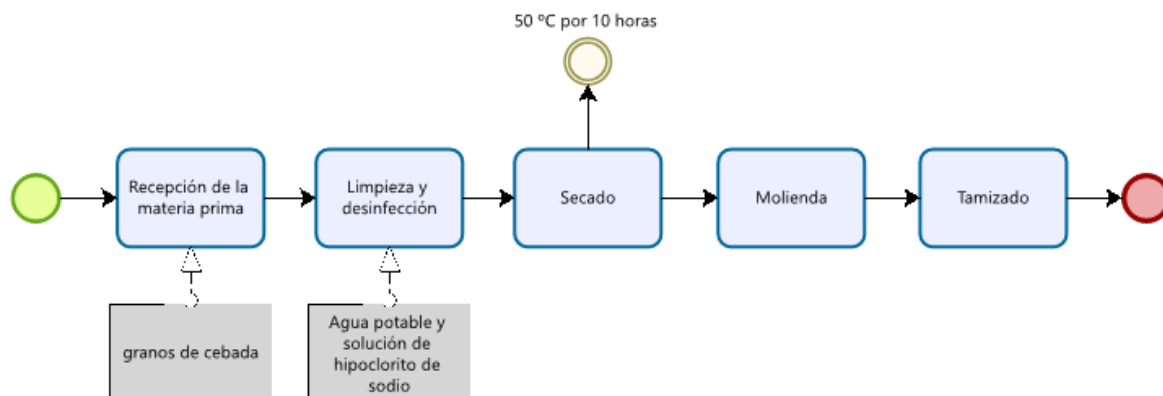 50 ºC por 10 horas
Recepción de la
materia prima
Limpieza y
desinfección
Secado
Molienda
Tamizado
granos de cebada
Agua potable y
solución de
hipoclorito de
sodio